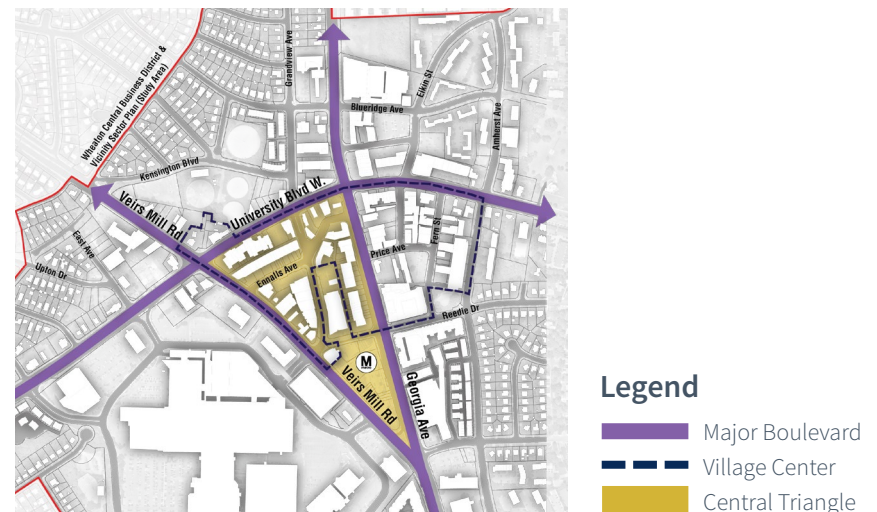 Grandview Ave
Elkin St
Wheaton Central Business District &
Vicinity Sector Plan (Study Area)
Blueridge Ave
Amherst Ave
Kensington Blvd
University Blvd W.
Veirs Mill Rd
East Ave
Fern St
Price Ave
Upton Dr
Ennalls Ave
Reedie Dr
M
Veirs Mill Rd
Georgia Ave
Legend
Major Boulevard
Village Center
Central Triangle